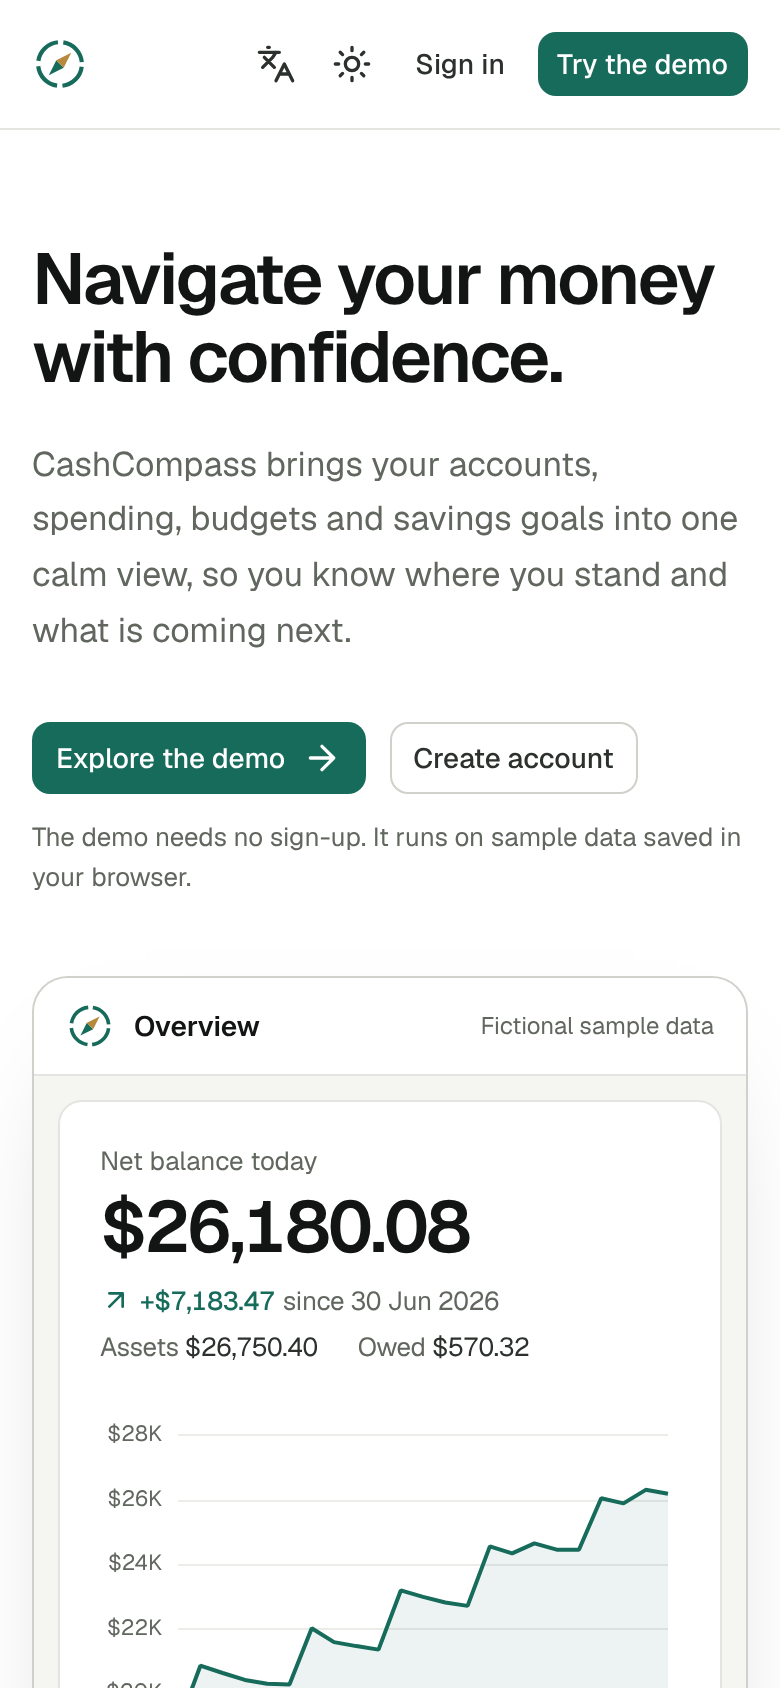 Sign in
Try the demo
Navigate your money
with confidence.
CashCompass brings your accounts,
spending, budgets and savings goals into one
calm view, so you know where you stand and
what is coming next.
Explore the demo
Create account
The demo needs no sign-up. It runs on sample data saved in
your browser.
Overview
Fictional sample data
Net balance today
$26,180.08
+$7,183.47 since 30 Jun 2026
Assets $26,750.40 Owed $570.32
$28K
$26K
$24K
$22K